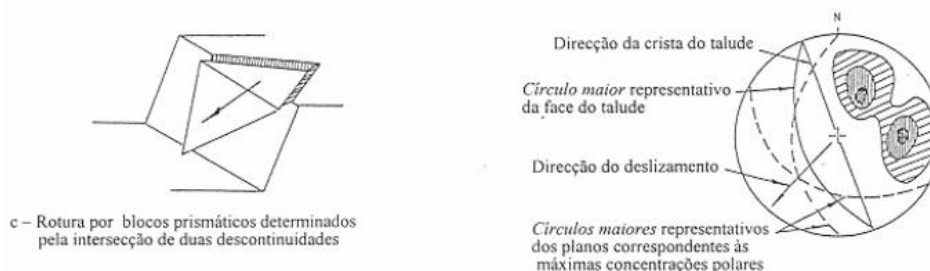 N
Direcção da crista do talude
Círculo maior representativo
da face do talude
Direcção do deslizamento
Círculos maiores representativos
dos planos correspondentes às
máximas concentrações polares
c – Rotura por blocos prismáticos determinados
pela intersecção de duas descontinuidades